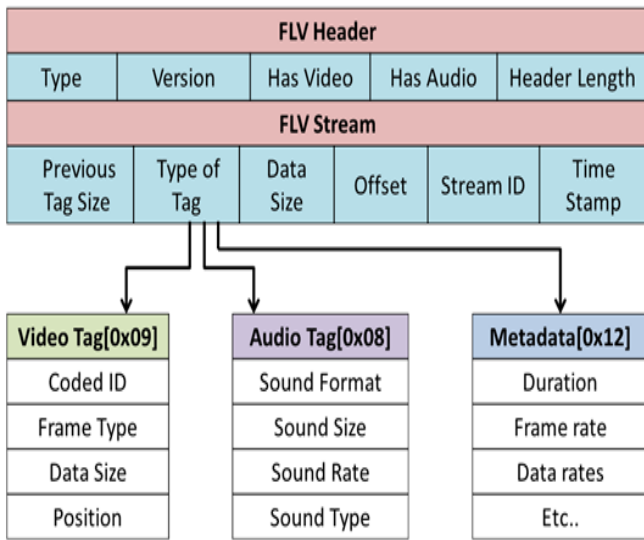 FLV Header
Type Version Has Video Has Audio Header Length
FLV Stream
Previous Tag Size Type of Tag Data Size Offset Stream ID Time Stamp
Video Tag[0x09] Audio Tag[0x08] Metadata[0x12]
Coded ID Sound Format Duration
Frame Type Sound Size Frame rate
Data Size Sound Rate Data rates
Position Sound Type Etc..